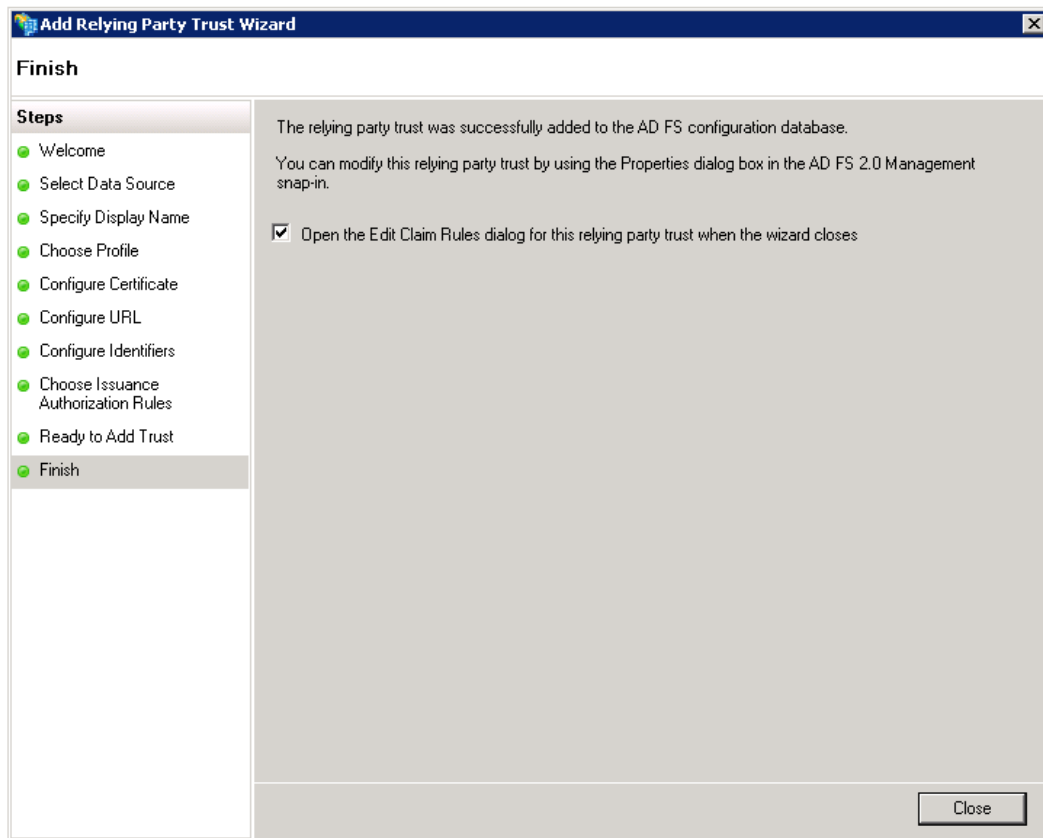 Add Relying Party Trust Wizard
Finish
Steps
Welcome
Select Data Source
Specify Display Name
Choose Profile
Configure Certificate
Configure URL
Configure Identifiers
Choose Issuance
Authorization Rules
Ready to Add Trust
Finish
The relying party trust was successfully added to the AD FS configuration database.
You can modify this relying party trust by using the Properties dialog box in the AD FS 2.0 Management
snap-in.
Open the Edit Claim Rules dialog for this relying party trust when the wizard closes
Close